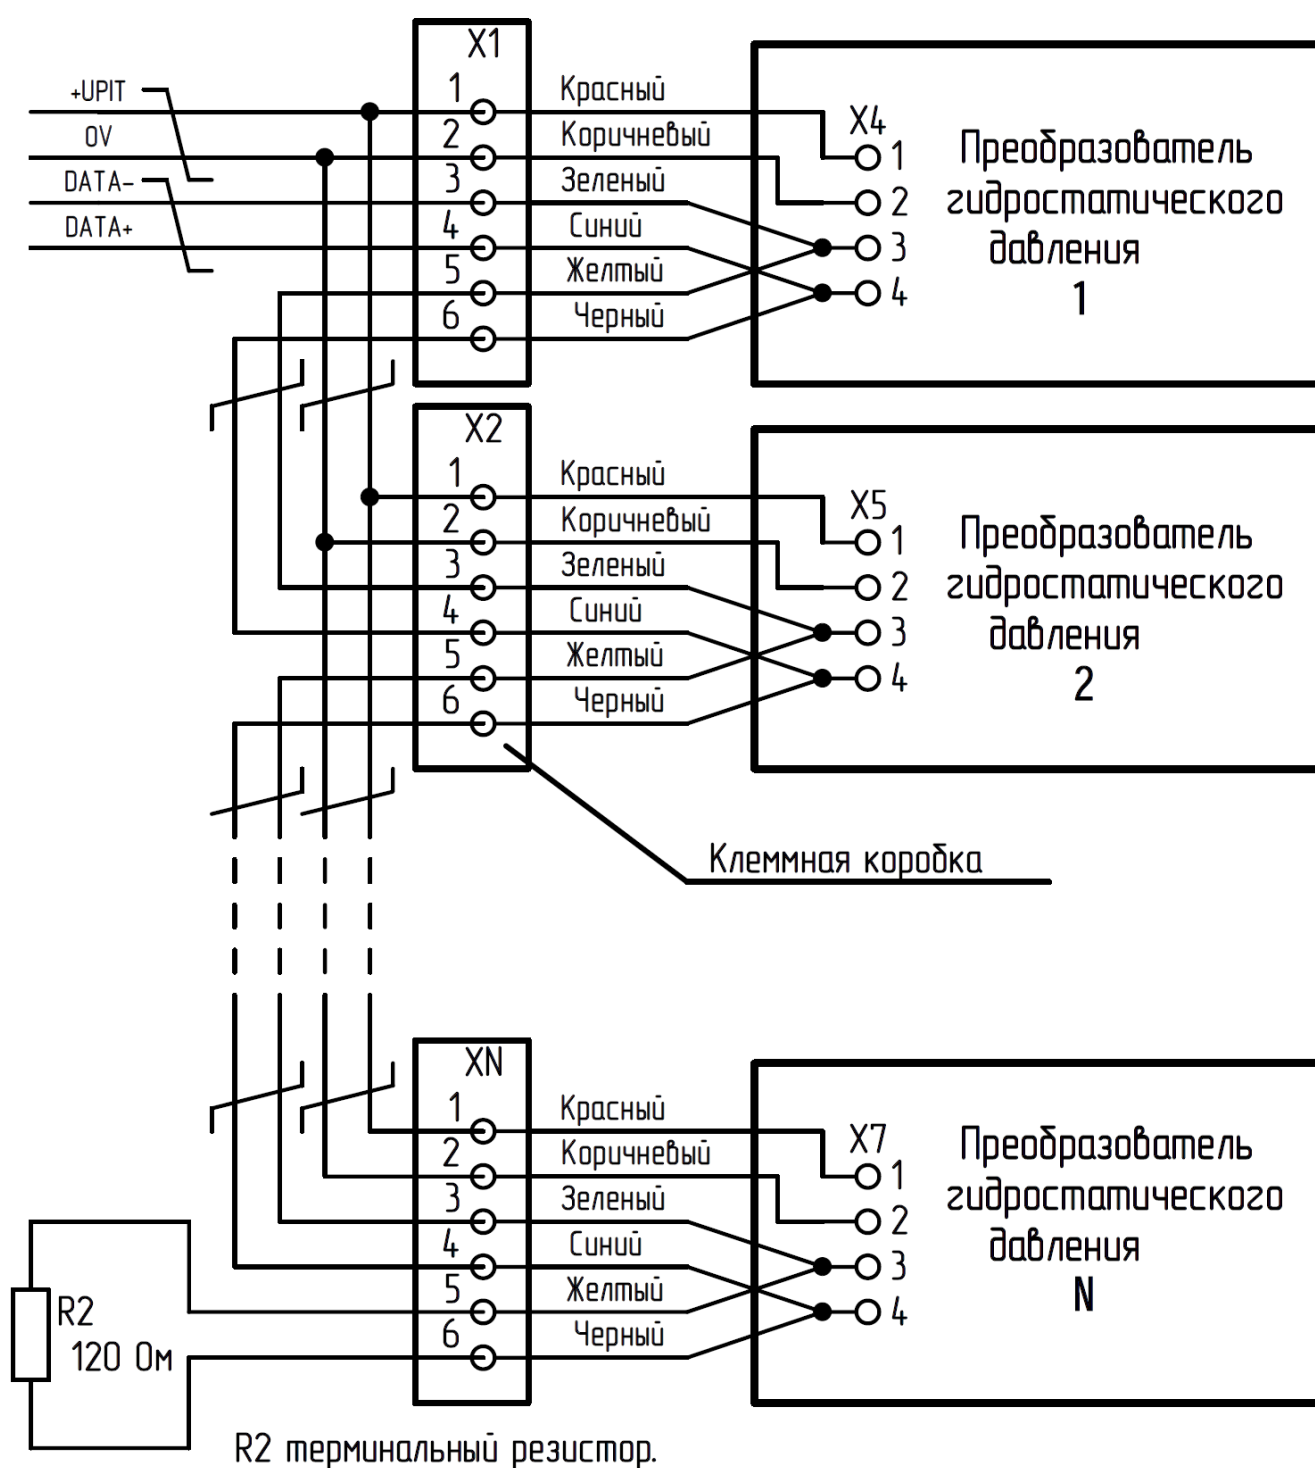 X1
+UPIT
1
Красный
0V
2
Коричневый
DATA-
3
Зеленый
DATA+
4
Синий
5
Желтый
6
Черный
X4
1
2
3
4
Преобразователь
гидростатического
давления
1
X2
1
Красный
2
Коричневый
3
Зеленый
4
Синий
5
Желтый
6
Черный
X5
1
2
3
4
Преобразователь
гидростатического
давления
2
Клеммная коробка
XN
1
Красный
2
Коричневый
3
Зеленый
4
Синий
5
Желтый
6
Черный
X7
1
2
3
4
Преобразователь
гидростатического
давления
N
R2
120 Ом
R2 терминальный резистор.